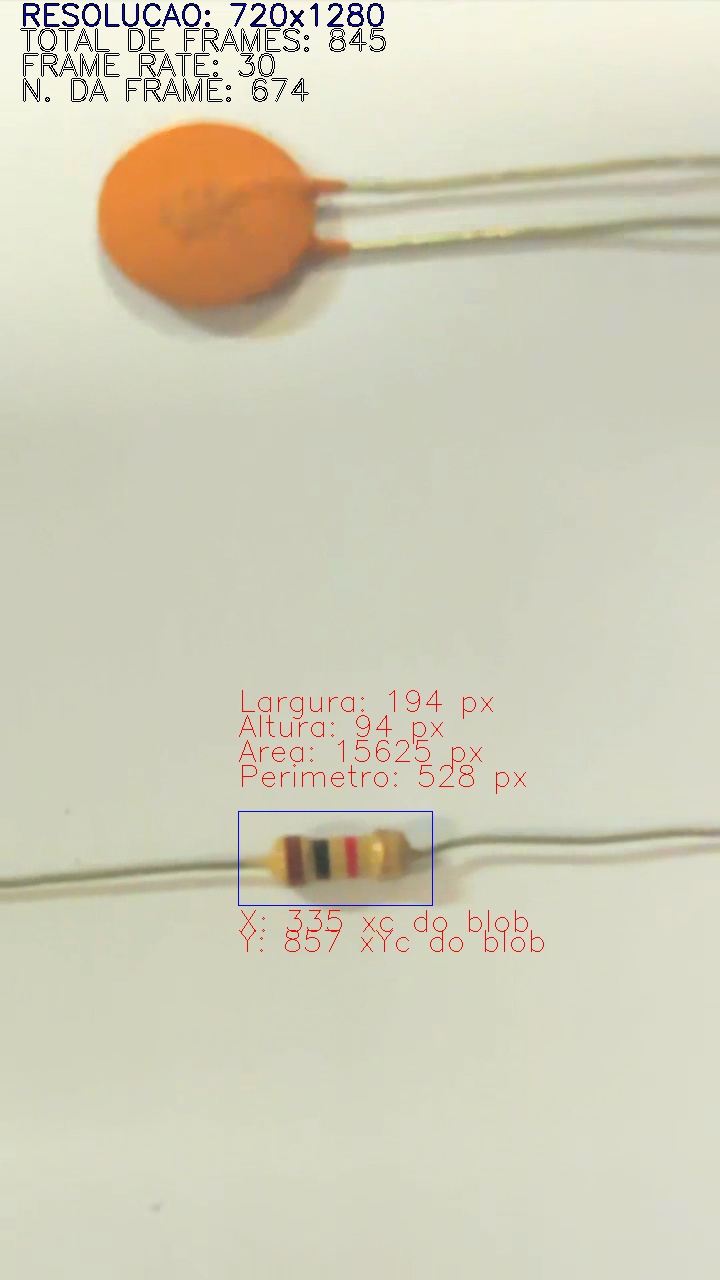 RESOLUCAO: 720x1280
TOTAL DE FRAMES: 845
FRAME RATE: 30
N. DA FRAME: 674
Largura: 194 px
Altura: 94 px
Area: 15625 px
Perimetro: 528 px
X: 335 xc do blob
Y: 857 xYc do blob